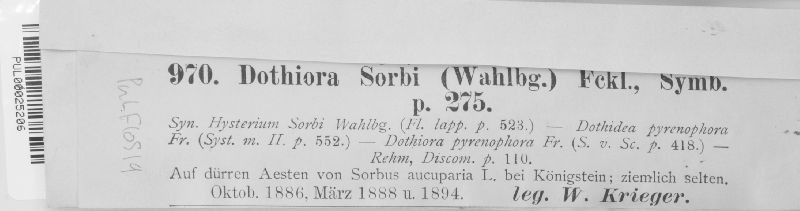 970. Dothiora Sorbi (Wahlbg.) Fckl., Symb.
p. 275.
Syn. Hysterium Sorbi Wahlbg. (Fl. lapp. p. 523.) — Dothidea pyrenophora
Fr. (Syst. m. II. p. 552.) — Dothiora pyrenophora Fr. (S. v. Sc. p. 418.) —
Rehm, Discom. p. 110.
Auf dürren Aesten von Sorbus aucuparia L. bei Königstein; ziemlich selten.
Oktob. 1886, März 1888 u. 1894. leg. W. Krieger.
PUL00025206
PuLF6519